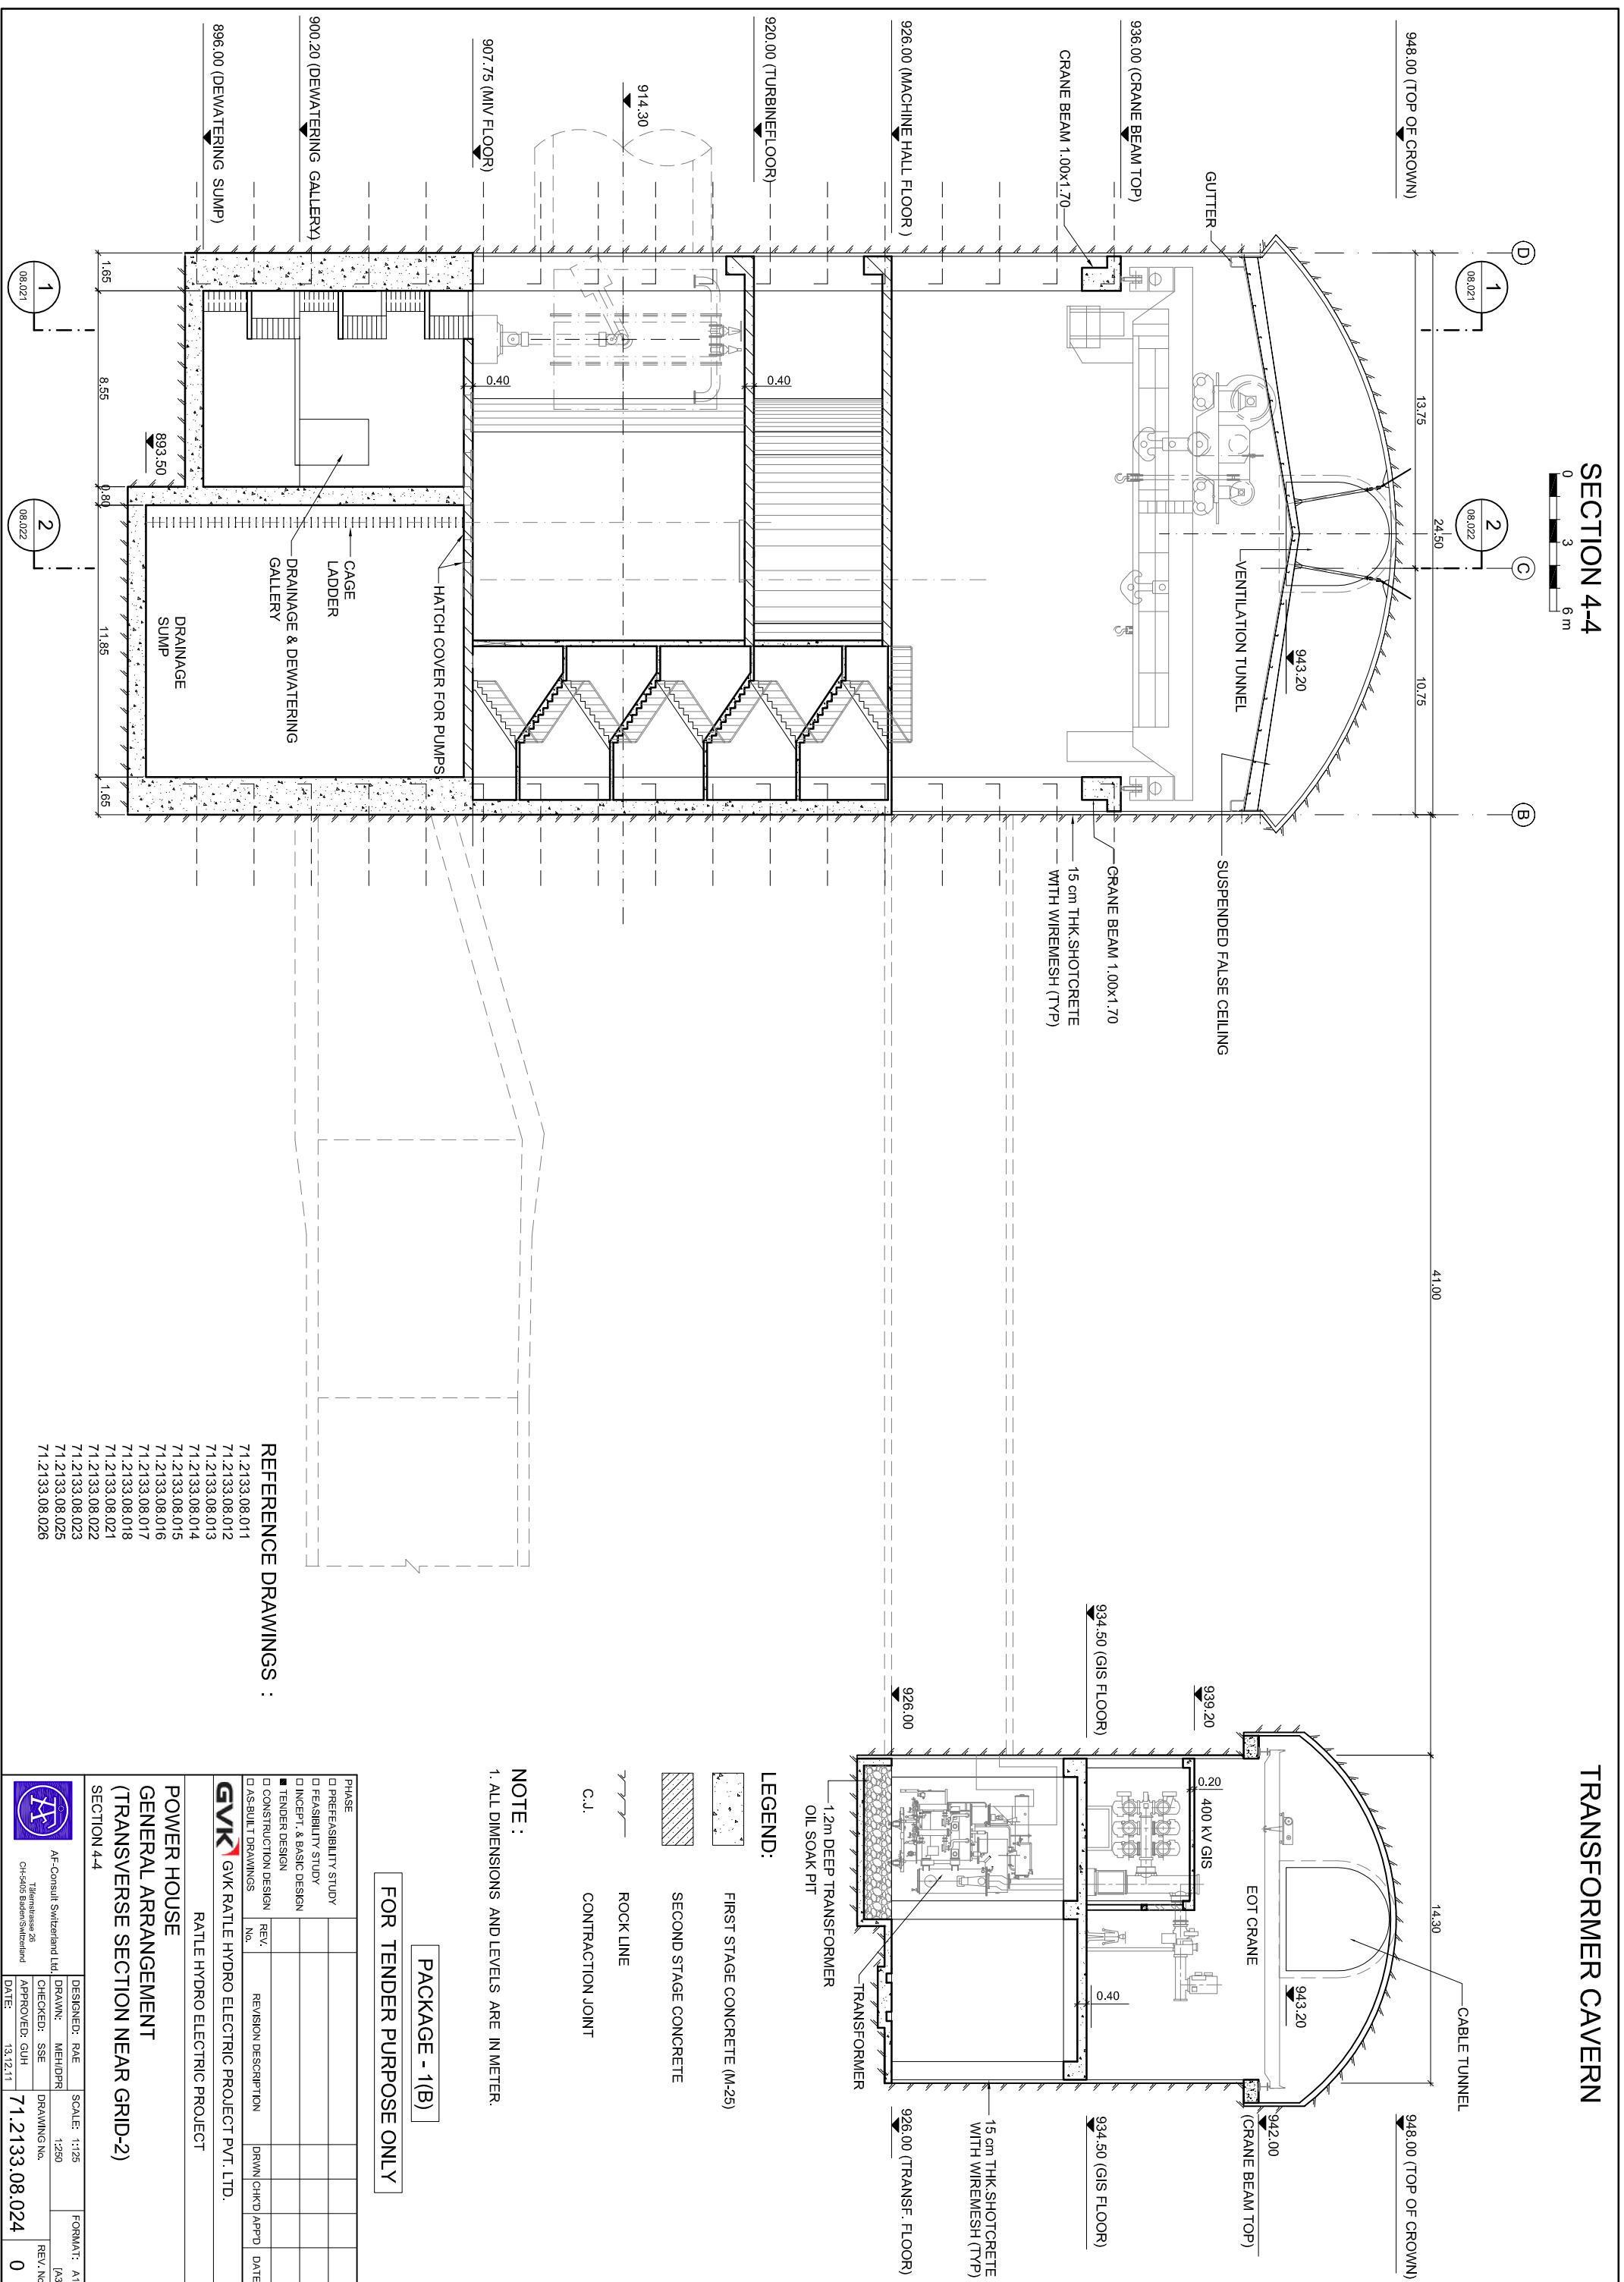 SECTION 4-4
0 3 6 m
TRANSFORMER CAVERN
D
C
B
1
08.021
2
08.022
24.50
13.75
10.75
41.00
14.30
948.00 (TOP OF CROWN)
936.00 (CRANE BEAM TOP)
CRANE BEAM 1.00x1.70
926.00 (MACHINE HALL FLOOR )
920.00 (TURBINEFLOOR)
914.30
907.75 (MIV FLOOR)
900.20 (DEWATERING GALLERY)
896.00 (DEWATERING SUMP)
GUTTER
VENTILATION TUNNEL
943.20
SUSPENDED FALSE CEILING
CRANE BEAM 1.00x1.70
15 cm THK.SHOTCRETE
WITH WIREMESH (TYP)
0.40
0.40
HATCH COVER FOR PUMPS
DRAINAGE & DEWATERING
GALLERY
CAGE
LADDER
DRAINAGE
SUMP
893.50
1.65
8.55
0.80
11.85
1.65
1
08.021
2
08.022
CABLE TUNNEL
948.00 (TOP OF CROWN)
943.20
942.00
(CRANE BEAM TOP)
EOT CRANE
939.20
0.20
400 kV GIS
934.50 (GIS FLOOR)
934.50 (GIS FLOOR)
0.40
15 cm THK.SHOTCRETE
WITH WIREMESH (TYP)
926.00
926.00 (TRANSF. FLOOR)
TRANSFORMER
1.2m DEEP TRANSFORMER
OIL SOAK PIT
LEGEND:
FIRST STAGE CONCRETE (M-25)
SECOND STAGE CONCRETE
ROCK LINE
C.J. CONTRACTION JOINT
NOTE :
1. ALL DIMENSIONS AND LEVELS ARE IN METER.
REFERENCE DRAWINGS :
71.2133.08.011
71.2133.08.012
71.2133.08.013
71.2133.08.014
71.2133.08.015
71.2133.08.016
71.2133.08.017
71.2133.08.018
71.2133.08.021
71.2133.08.022
71.2133.08.023
71.2133.08.025
71.2133.08.026
PACKAGE - 1(B)
FOR TENDER PURPOSE ONLY
PHASE
□ PREFEASIBILITY STUDY
□ FEASIBILITY STUDY
□ INCEPT. & BASIC DESIGN
■ TENDER DESIGN
□ CONSTRUCTION DESIGN
□ AS-BUILT DRAWINGS
REV. No. REVISION DESCRIPTION DRWN CHK'D APP'D DATE
GVK GVK RATLE HYDRO ELECTRIC PROJECT PVT. LTD.
RATLE HYDRO ELECTRIC PROJECT
POWER HOUSE
GENERAL ARRANGEMENT
(TRANSVERSE SECTION NEAR GRID-2)
SECTION 4-4
AF
AF-Consult Switzerland Ltd.
Täfernstrasse 26
CH-5405 Baden/Switzerland
DESIGNED: RAE
DRAWN: MEH/DPR
CHECKED: SSE
APPROVED: GUH
DATE: 13.12.11
SCALE: 1:125
1:250
FORMAT: A1
[A3
DRAWING No.
71.2133.08.024
REV. No
0